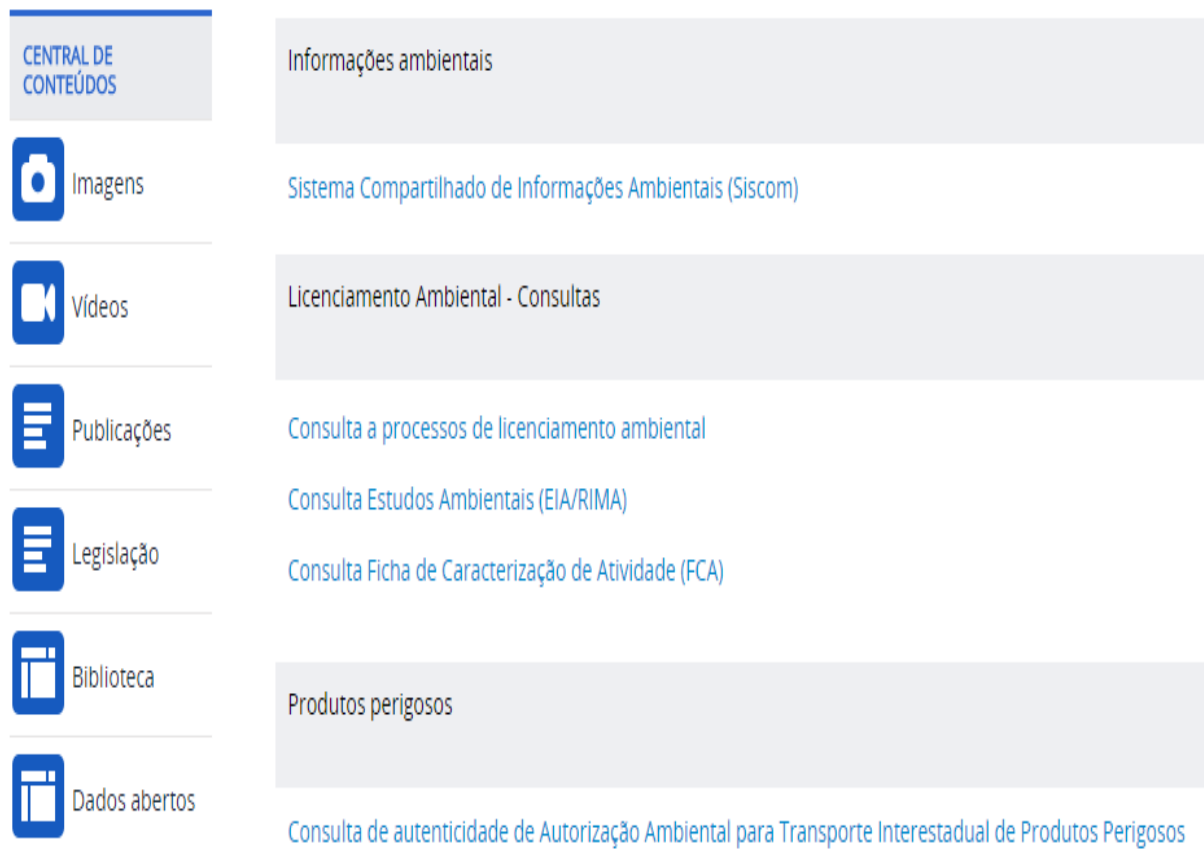 CENTRAL DE
CONTEÚDOS
Imagens
Vídeos
Publicações
Legislação
Biblioteca
Dados abertos
Informações ambientais
Sistema Compartilhado de Informações Ambientais (Siscom)
Licenciamento Ambiental - Consultas
Consulta a processos de licenciamento ambiental
Consulta Estudos Ambientais (EIA/RIMA)
Consulta Ficha de Caracterização de Atividade (FCA)
Produtos perigosos
Consulta de autenticidade de Autorização Ambiental para Transporte Interestadual de Produtos Perigosos